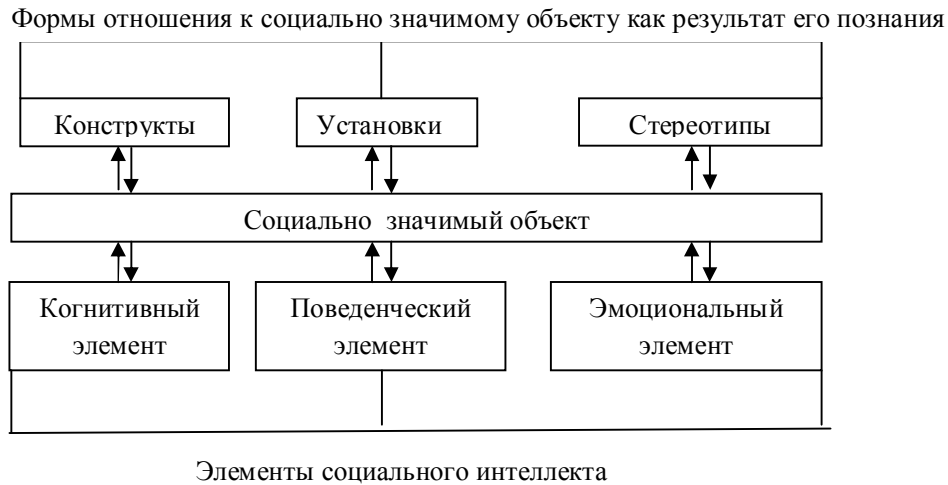 Формы отношения к социально значимому объекту как результат его познания
Конструкты
Установки
Стереотипы
Социально значимый объект
Когнитивный
элемент
Поведенческий
элемент
Эмоциональный
элемент
Элементы социального интеллекта